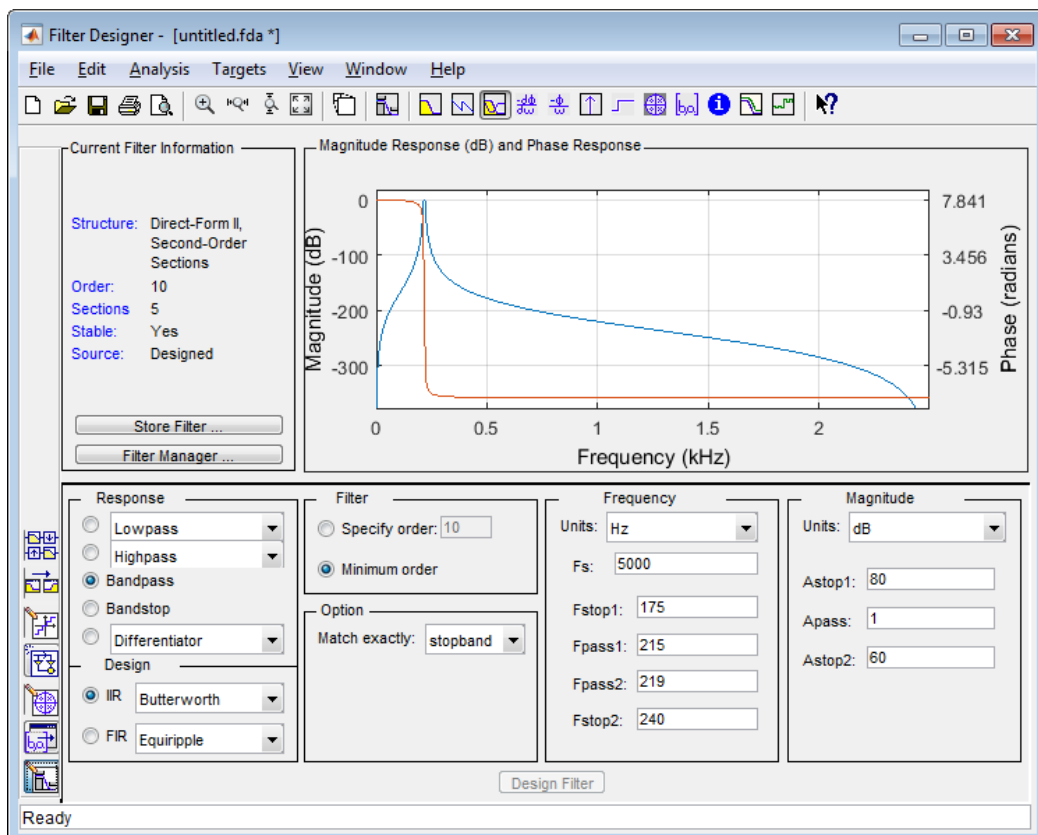 Filter Designer - [untitled.fda *]
File Edit Analysis Targets View Window Help
Current Filter Information
Structure: Direct-Form II, Second-Order Sections
Order: 10
Sections 5
Stable: Yes
Source: Designed
Store Filter ...
Filter Manager ...
Magnitude Response (dB) and Phase Response
Magnitude (dB)
0
-100
-200
-300
0 0.5 1 1.5 2
Frequency (kHz)
7.841
3.456
-0.93
-5.315
Phase (radians)
Response
Lowpass
Highpass
Bandpass
Bandstop
Differentiator
Design
IIR Butterworth
FIR Equiripple
Filter
Specify order: 10
Minimum order
Option
Match exactly: stopband
Frequency
Units: Hz
Fs: 5000
Fstop1: 175
Fpass1: 215
Fpass2: 219
Fstop2: 240
Magnitude
Units: dB
Astop1: 80
Apass: 1
Astop2: 60
Design Filter
Ready